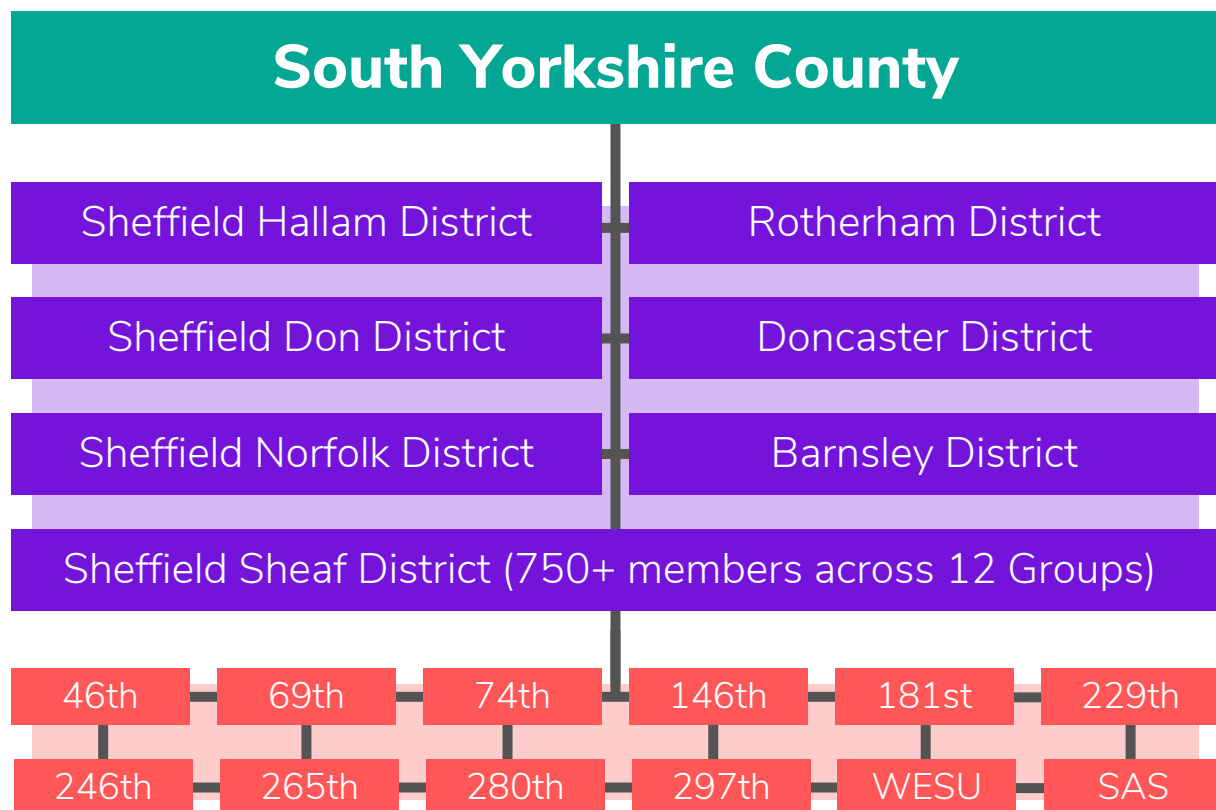 South Yorkshire County
Sheffield Hallam District
Rotherham District
Sheffield Don District
Doncaster District
Sheffield Norfolk District
Barnsley District
Sheffield Sheaf District (750+ members across 12 Groups)
46th
69th
74th
146th
181st
229th
246th
265th
280th
297th
WESU
SAS